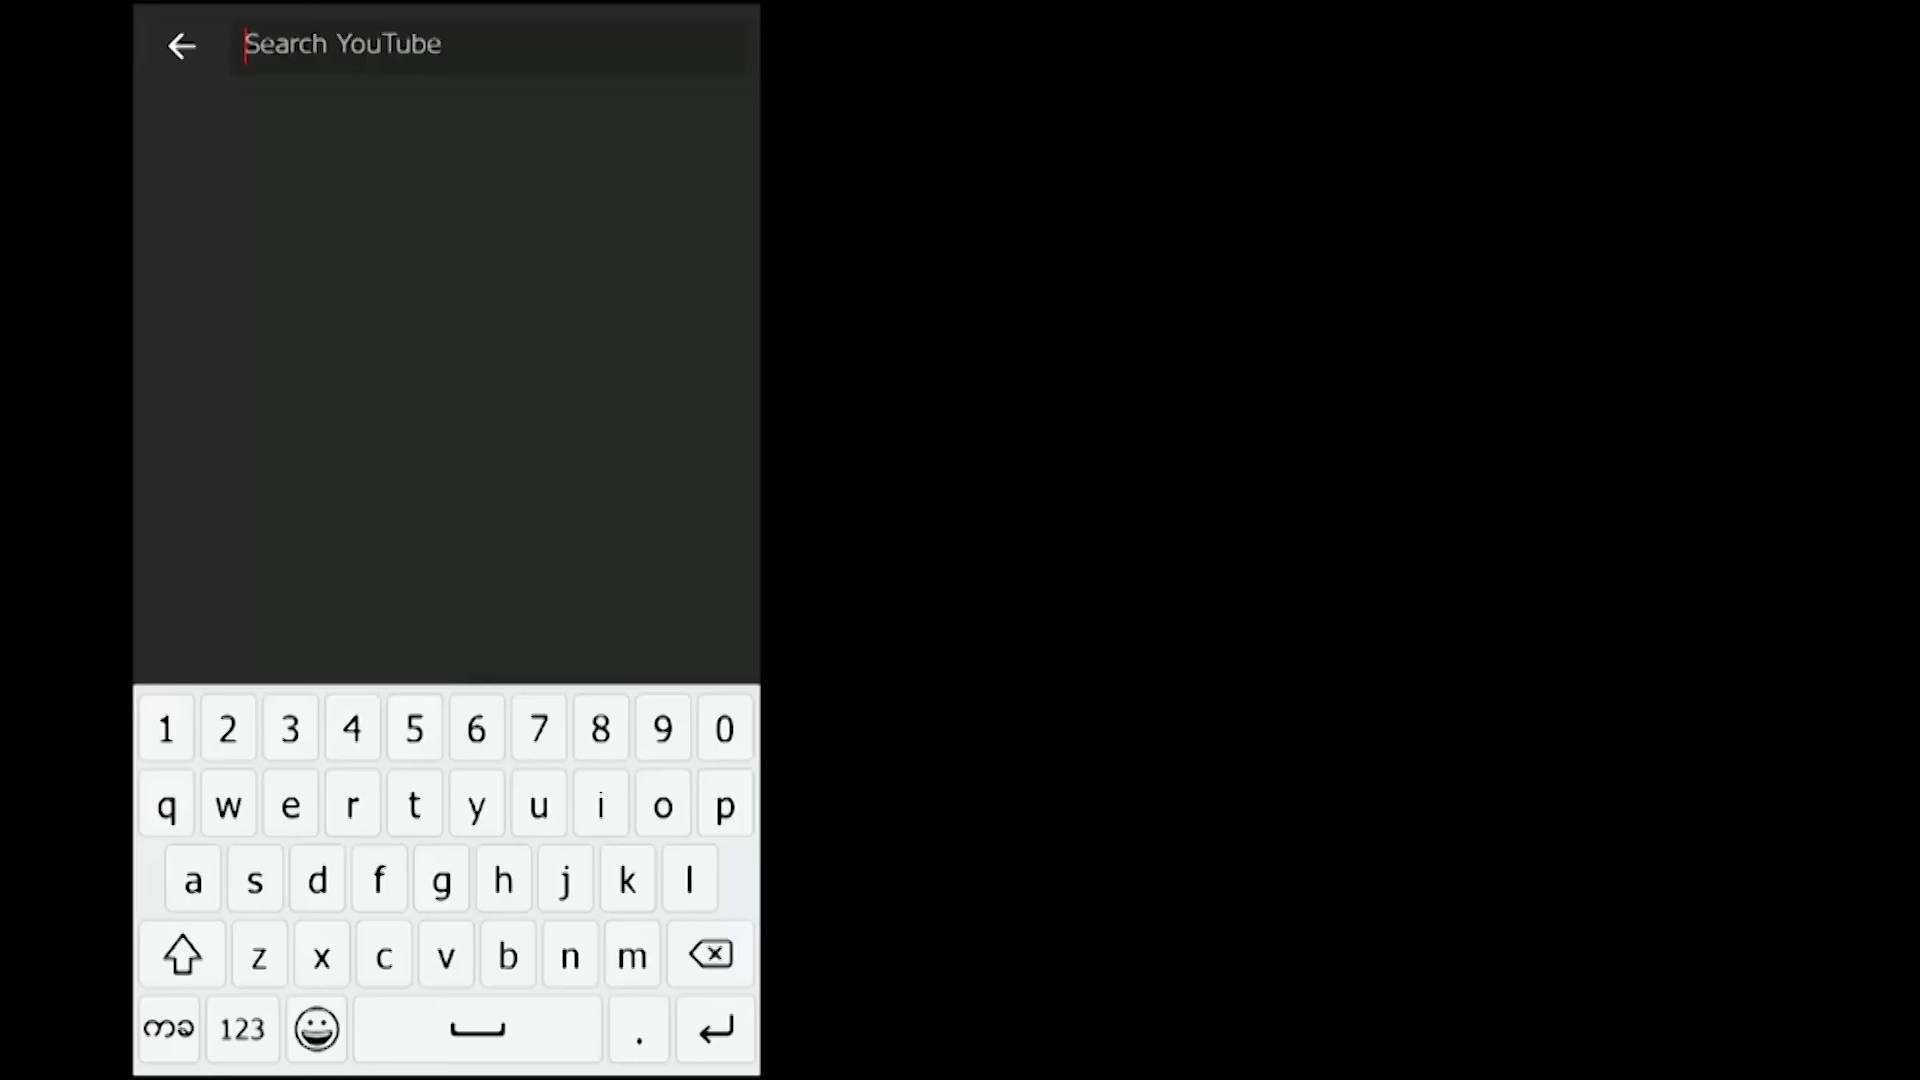 Search YouTube
1 2 3 4 5 6 7 8 9 0
q w e r t y u i o p
a s d f g h j k l
z x c v b n m
ကခ 123 .